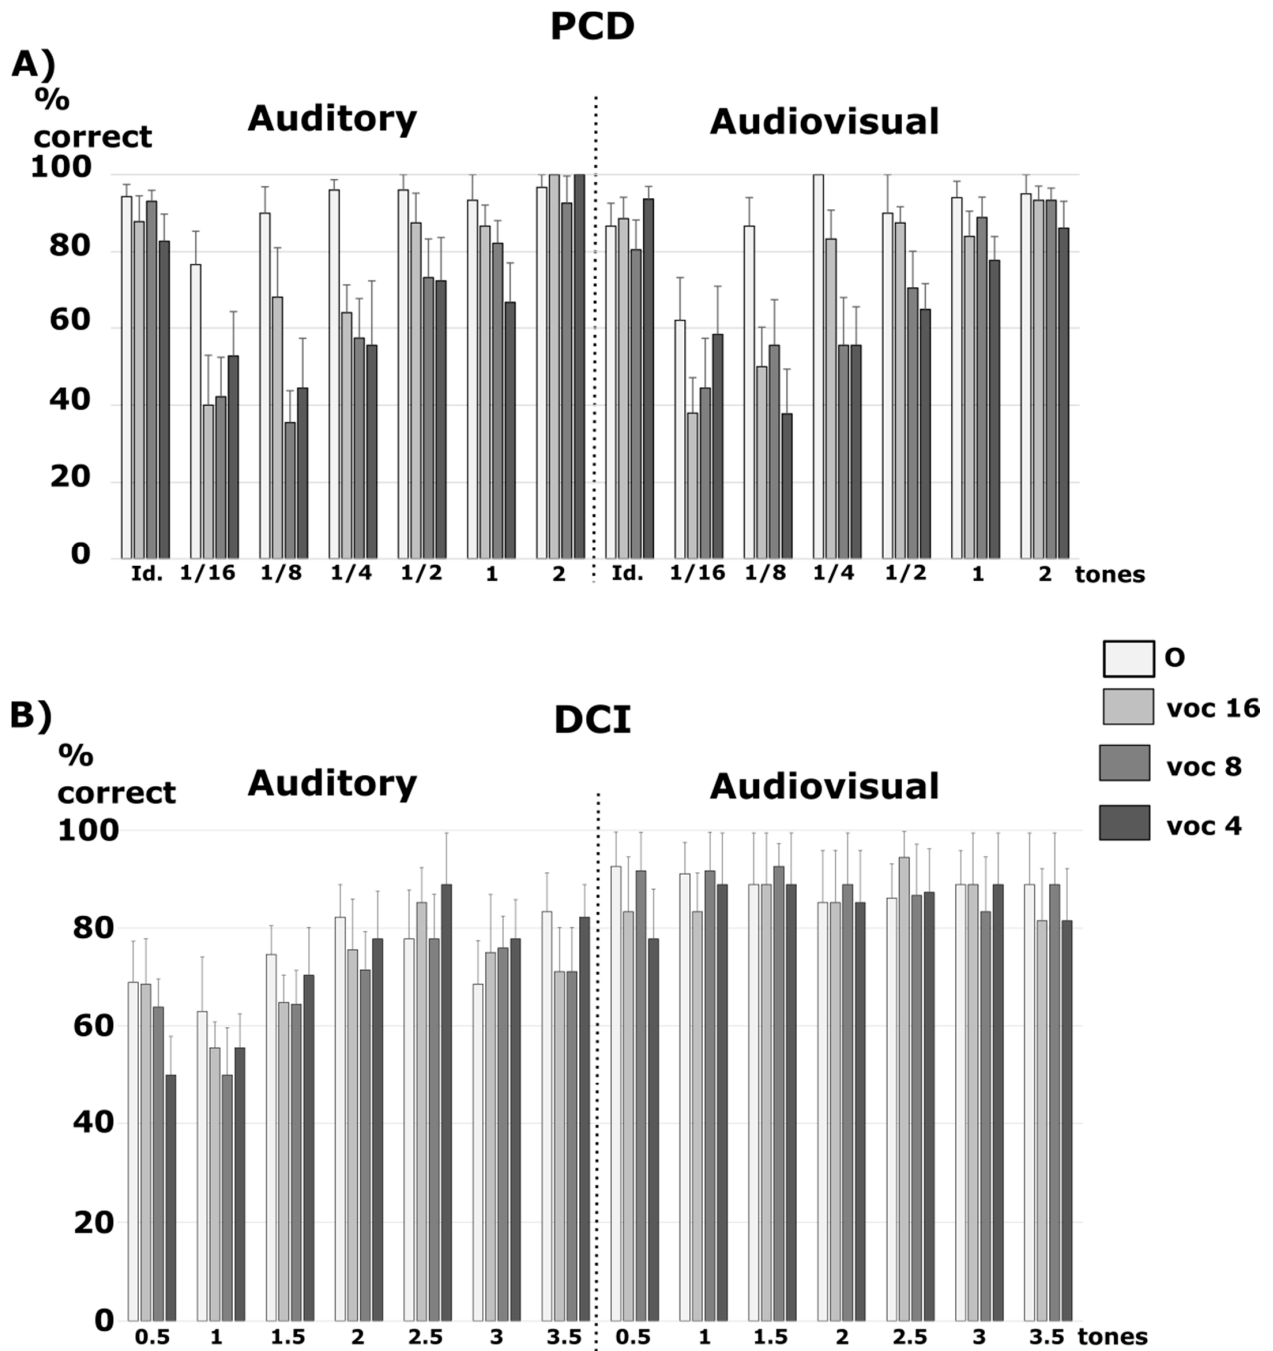 PCD
A)
%
correct
Auditory
Audiovisual
100
80
60
40
20
0
Id. 1/16 1/8 1/4 1/2 1 2 Id. 1/16 1/8 1/4 1/2 1 2 tones
O
voc 16
voc 8
voc 4
B)
DCI
%
correct
Auditory
Audiovisual
100
80
60
40
20
0
0.5 1 1.5 2 2.5 3 3.5 0.5 1 1.5 2 2.5 3 3.5 tones